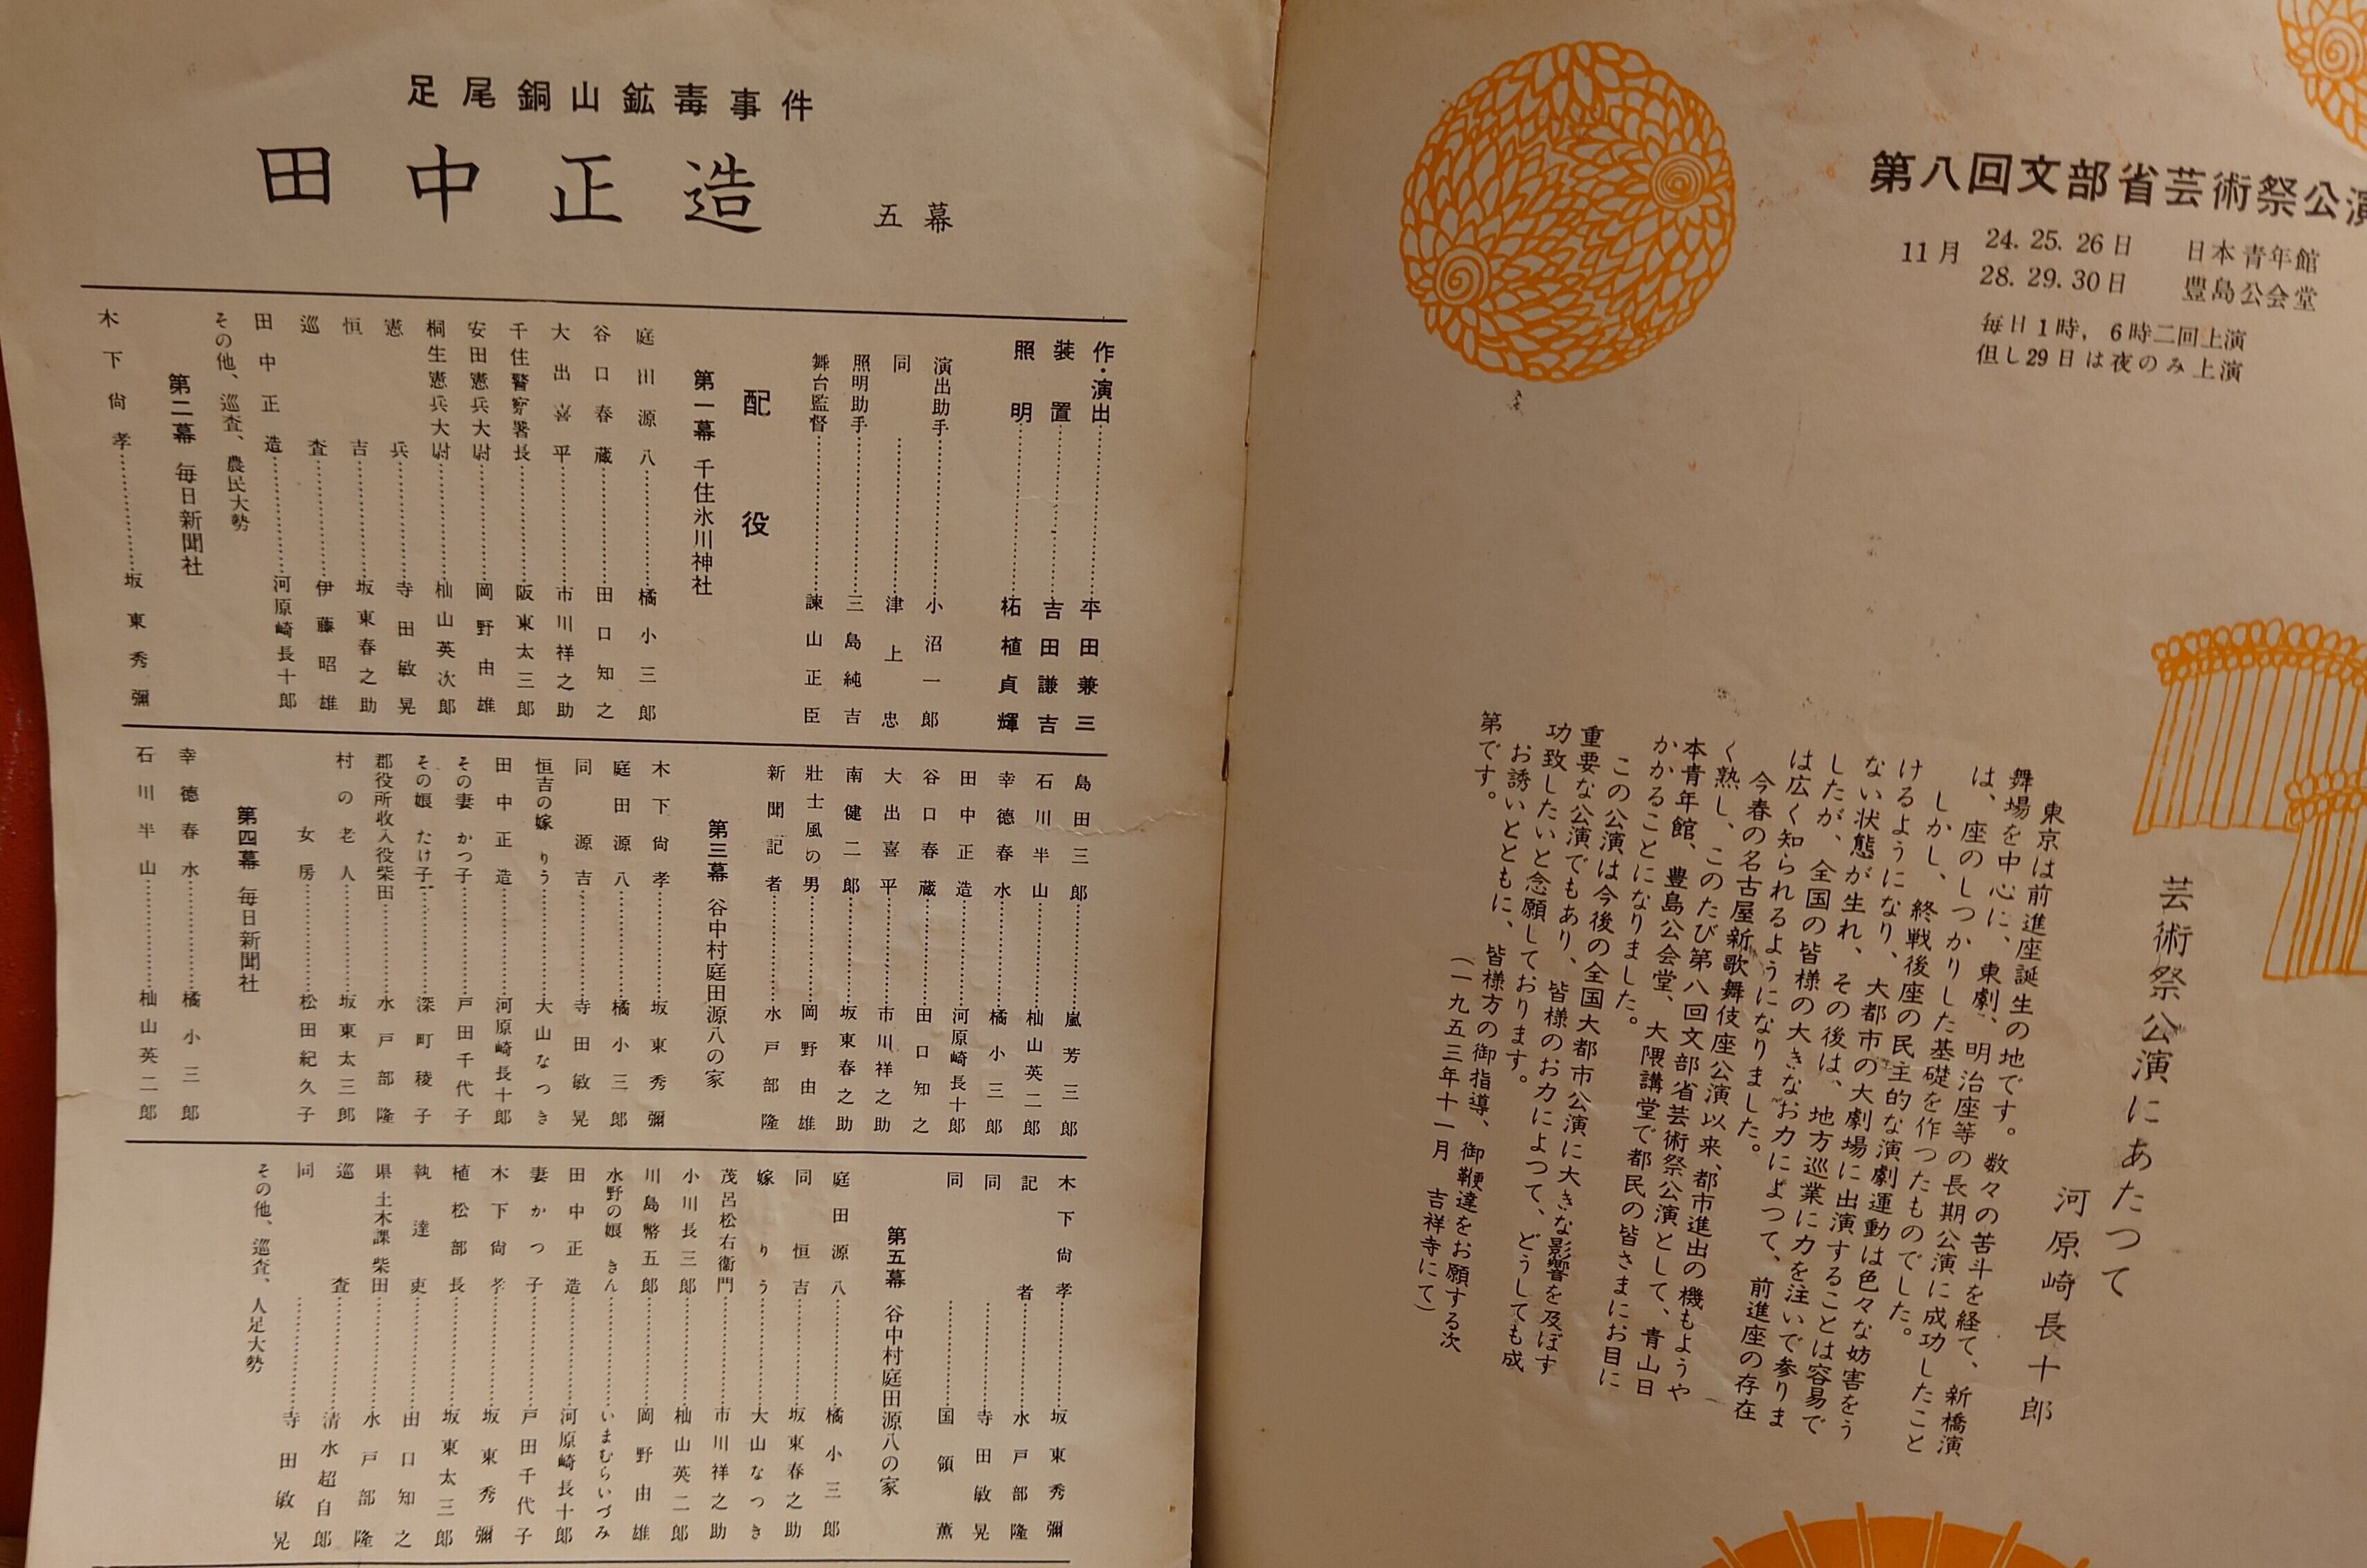 足尾銅山鉱毒事件
田中正造 五幕
作・演出………平田兼三
装置………吉田謙吉
照明………柘植貞輝
演出助手………小沼一郎
同………津上忠
照明助手………三島純吉
舞台監督………諫山正臣
配役
第一幕 千住氷川神社
庭田源八………橘小三郎
谷口春蔵………田口知之
大出喜平………市川祥之助
千住警察署長………阪東太三郎
安田憲兵大尉………岡野由雄
桐生憲兵大尉………杣山英次郎
憲兵………寺田敏晃
恒吉………坂東春之助
巡査………伊藤昭雄
田中正造………河原崎長十郎
その他、巡査、農民大勢
第二幕 毎日新聞社
木下尙孝………坂東秀彌
島田三郎………嵐芳三郎
石川半山………杣山英二郎
幸德春水………橘小三郎
田中正造………河原崎長十郎
谷口春蔵………田口知之
大出喜平………市川祥之助
南健二郎………坂東春之助
壯士風の男………岡野由雄
新聞記者………水戸部隆
第三幕 谷中村庭田源八の家
木下尙孝………坂東秀彌
庭田源八………橘小三郎
同 源吉………寺田敏晃
恒吉の嫁 りう………大山なつき
田中正造………河原崎長十郎
その妻 かつ子………戸田千代子
その娘 たけ子………深町稜子
郡役所收入役柴田………水戸部隆
村の老人………坂東太三郎
女房………松田紀久子
第四幕 毎日新聞社
幸德春水………橘小三郎
石川半山………杣山英二郎
木下尙孝………坂東秀彌
記者………水戸部隆
同………寺田敏晃
同………国領薫
第五幕 谷中村庭田源八の家
庭田源八………橘小三郎
同 恒吉………坂東春之助
嫁 りう………大山なつき
茂呂松右衞門………市川祥之助
小川長三郎………杣山英二郎
川島幣五郎………岡野由雄
水野の娘 きん………いまむらいづみ
田中正造………河原崎長十郎
妻かつ子………戸田千代子
木下尙孝………坂東秀彌
植松部長………坂東太三郎
執達吏………田口知之
県土木課 柴田………水戸部隆
巡査………清水超自郎
同………寺田敏晃
その他、巡査、人足大勢
第八回文部省芸術祭公演
11月 24. 25. 26日 日本青年館
28. 29. 30日 豊島公会堂
毎日1時, 6時二回上演
但し29日は夜のみ上演
芸術祭公演にあたつて
河原崎長十郎
東京は前進座誕生の地です。数々の苦斗を経て、新橋演
舞場を中心に、東劇、明治座等の長期公演に成功したこと
は、座のしつかりした基礎を作つたものでした。
しかし、終戦後座の民主的な演劇運動は色々な妨害をう
けるようになり、大都市の大劇場に出演することは容易で
ない状態が生れ、その後は、地方巡業に力を注いで参りま
したが、全国の皆様の大きなお力によつて、前進座の存在
は広く知られるようになりました。
今春の名古屋新歌舞伎座公演以来、都市進出の機もようや
く熟し、このたび第八回文部省芸術祭公演として、青山日
本青年館、豊島公会堂、大隈講堂で都民の皆さまにお目に
かかることになりました。
この公演は今後の全国大都市公演に大きな影響を及ぼす
重要な公演でもあり、皆様のお力によつて、どうしても成
功致したいと念願しております。
お誘いとともに、皆様方の御指導、御鞭達をお願する次
第です。
(一九五三年十一月 吉祥寺にて)